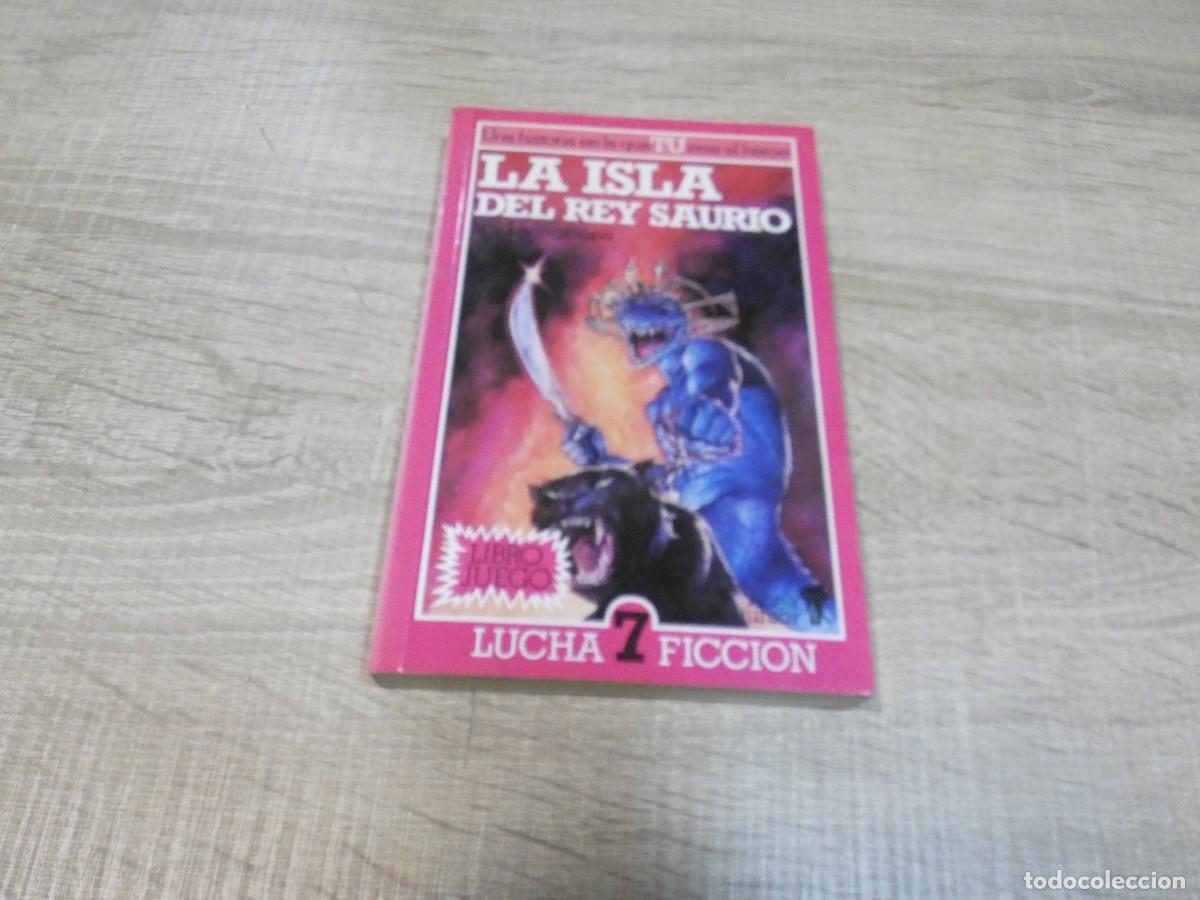 Una historia en la que TU eres el héroe
LA ISLA
DEL REY SAURIO
LIBRO
JUEGO
LUCHA 7 FICCION
todocoleccion